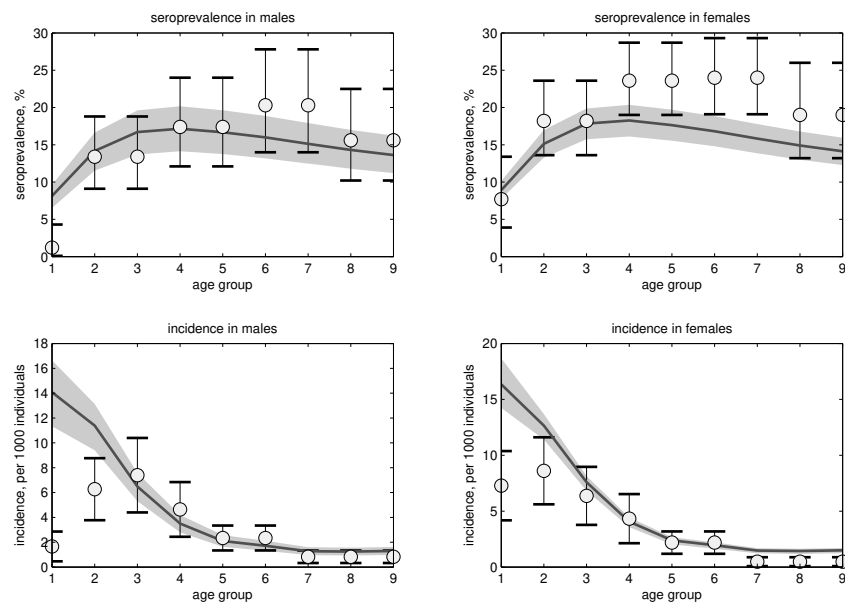 seroprevalence in males
seroprevalence, %
30
25
20
15
10
5
0
1 2 3 4 5 6 7 8 9
age group
seroprevalence in females
seroprevalence, %
30
25
20
15
10
5
0
1 2 3 4 5 6 7 8 9
age group
incidence in males
incidence, per 1000 individuals
18
16
14
12
10
8
6
4
2
0
1 2 3 4 5 6 7 8 9
age group
incidence in females
incidence, per 1000 individuals
20
15
10
5
0
1 2 3 4 5 6 7 8 9
age group